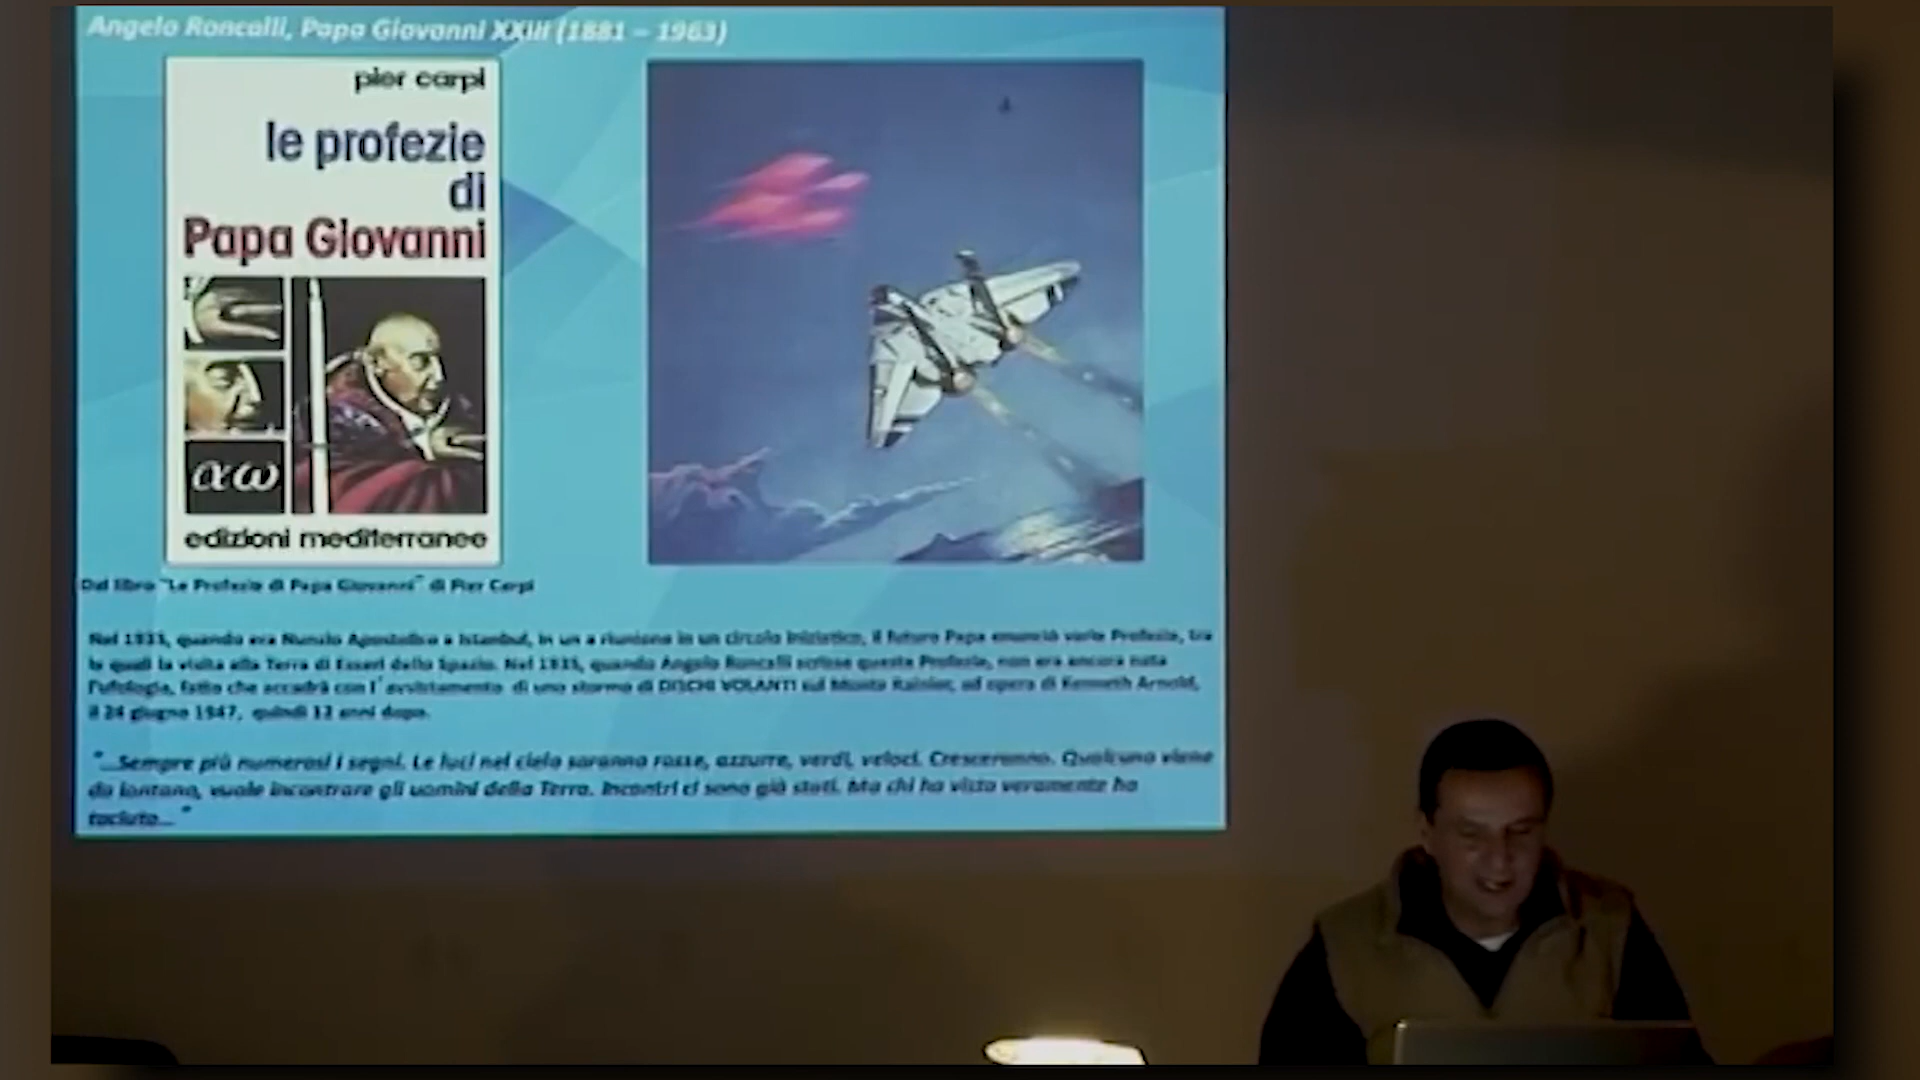 Angelo Roncalli, Papa Giovanni XXIII (1881 – 1963)
pier carpi
le profezie
di
Papa Giovanni
αω
edizioni mediterranee
Dal libro "Le Profezie di Papa Giovanni" di Pier Carpi
Nel 1935, quando era Nunzio Apostolico a Istanbul, in un a riunione in un circolo iniziatico, il futuro Papa enunciò varie Profezie, tra
le quali la visita alla Terra di Esseri dello Spazio. Nel 1935, quando Angelo Roncalli scrisse queste Profezie, non era ancora nata
l'ufologia, fatto che accadrà con l' avvistamento di uno stormo di DISCHI VOLANTI sul Monte Rainier, ad opera di Kenneth Arnold,
il 24 giugno 1947, quindi 12 anni dopo.
"...Sempre più numerosi i segni. Le luci nel cielo saranno rosse, azzurre, verdi, veloci. Cresceranno. Qualcuno viene
da lontano, vuole incontrare gli uomini della Terra. Incontri ci sono già stati. Ma chi ha visto veramente ha
taciuto... "